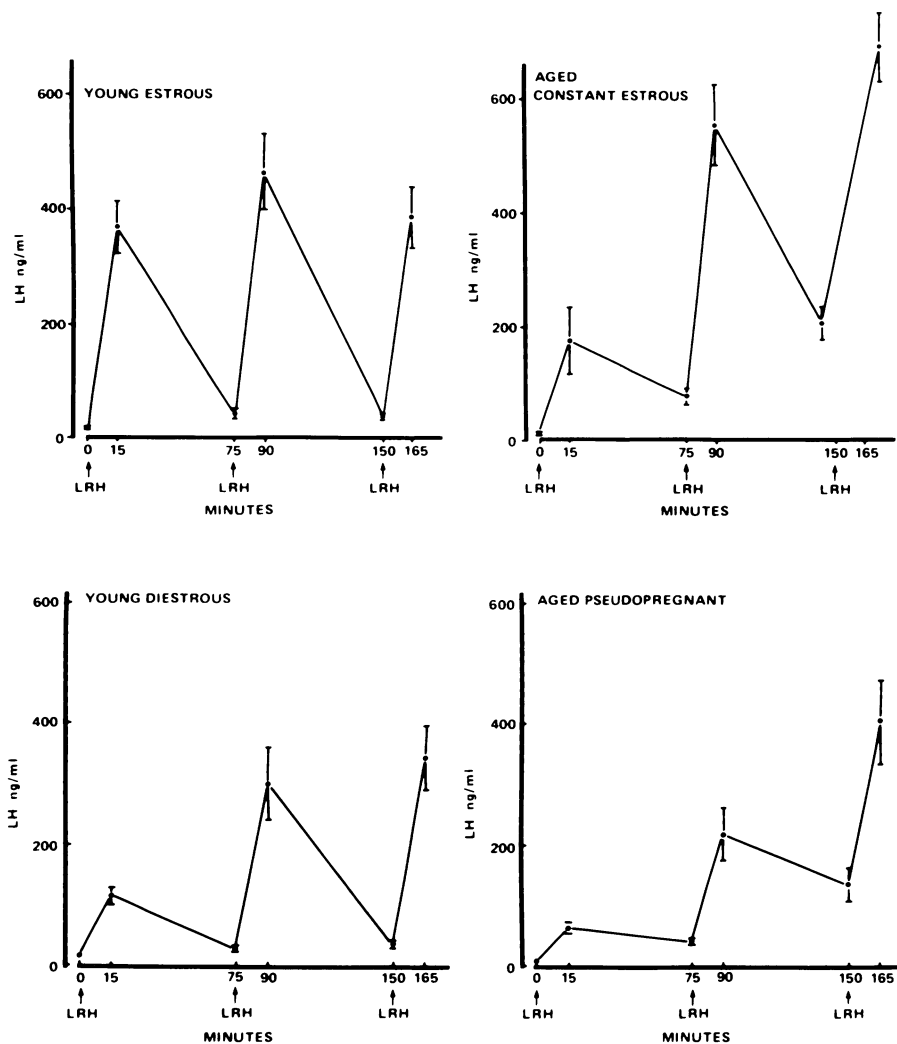 YOUNG ESTROUS
600
400
200
0
LH ng/ml
0 15 75 90 150 165
LRH LRH LRH
MINUTES
AGED
CONSTANT ESTROUS
600
400
200
0
LH ng/ml
0 15 75 90 150 165
LRH LRH LRH
MINUTES
YOUNG DIESTROUS
600
400
200
0
LH ng/ml
0 15 75 90 150 165
LRH LRH LRH
MINUTES
AGED PSEUDOPREGNANT
600
400
200
0
LH ng/ml
0 15 75 90 150 165
LRH LRH LRH
MINUTES